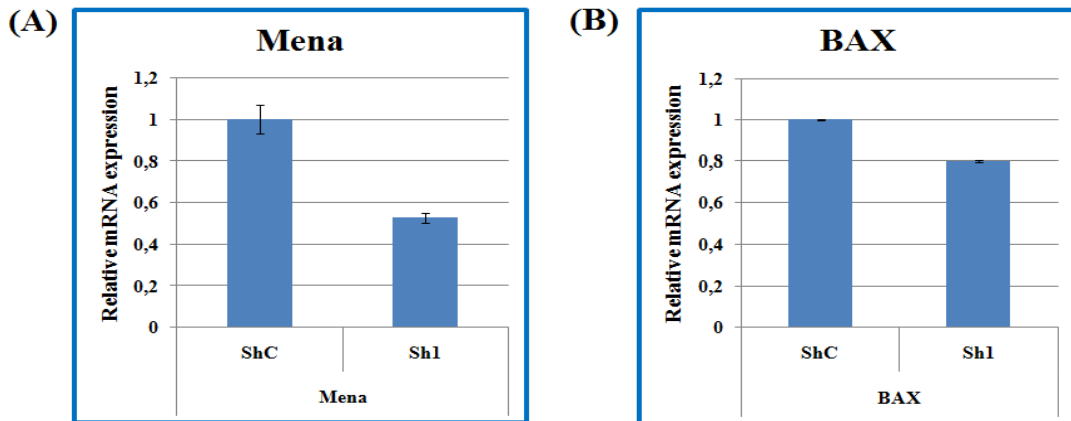 (A)
Mena
Relative mRNA expression
1,2
1
0,8
0,6
0,4
0,2
0
ShC Sh1
Mena
(B)
BAX
Relative mRNA expression
1,2
1
0,8
0,6
0,4
0,2
0
ShC Sh1
BAX